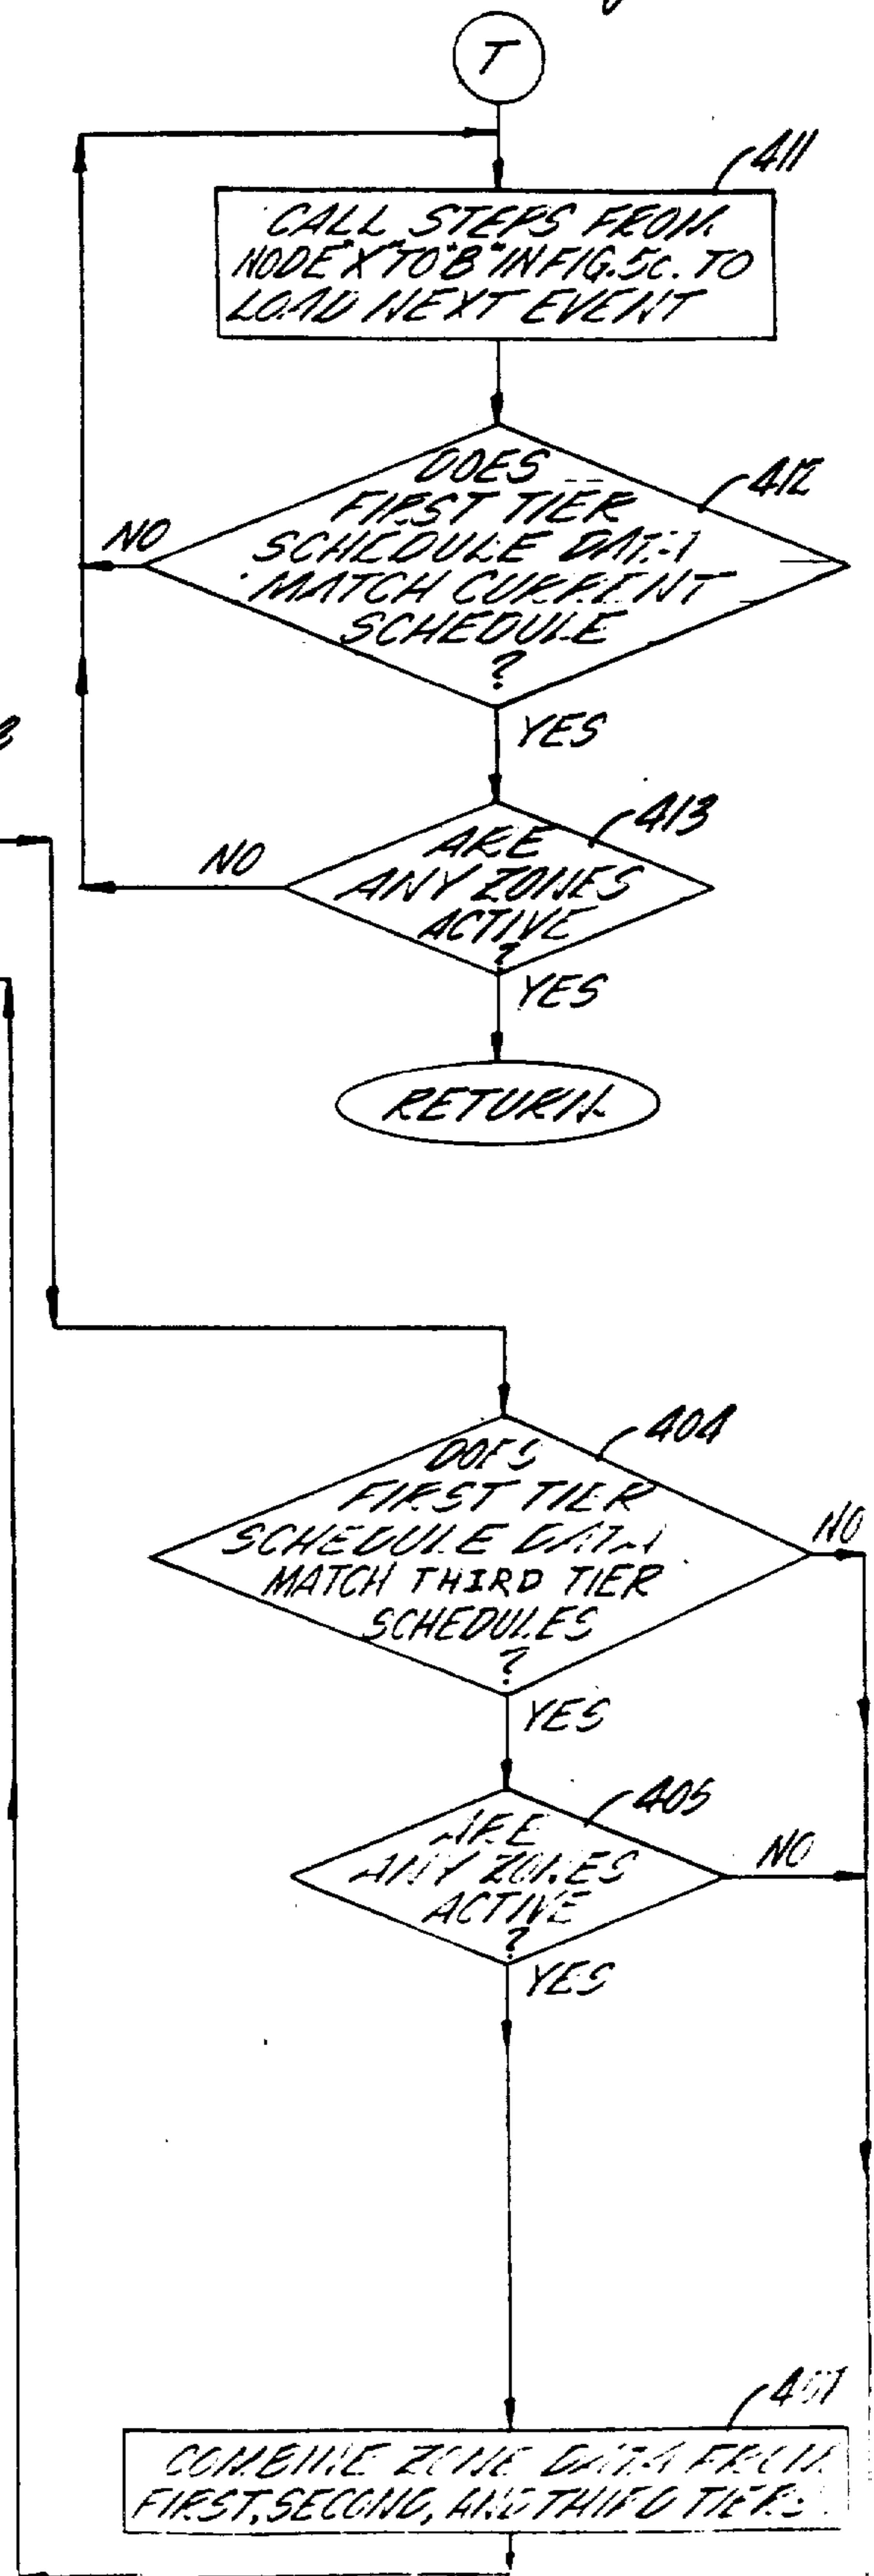 T
411
CALL STEPS FROM
NODE "X" TO "B" IN FIG. 5c. TO
LOAD NEXT EVENT
412
DOES
FIRST TIER
SCHEDULE DATA
MATCH CURRENT
SCHEDULE
?
NO
YES
413
ARE
ANY ZONES
ACTIVE
?
NO
YES
RETURN
404
DOES
FIRST TIER
SCHEDULE DATA
MATCH THIRD TIER
SCHEDULES
?
NO
YES
405
ARE
ANY ZONES
ACTIVE
?
NO
YES
COMBINE ZONE DATA FROM
FIRST, SECOND, AND THIRD TIERS